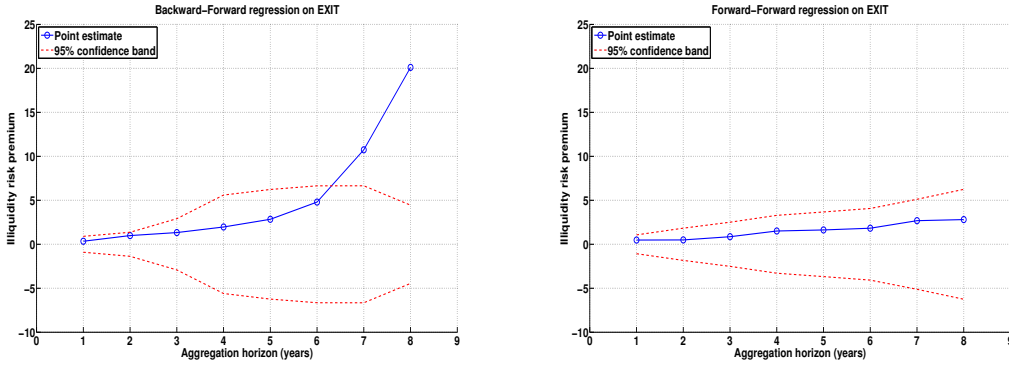 Backward−Forward regression on EXIT
25
20
15
10
5
0
−5
−10
Illiquidity risk premium
Point estimate
95% confidence band
0 1 2 3 4 5 6 7 8 9
Aggregation horizon (years)
Forward−Forward regression on EXIT
25
20
15
10
5
0
−5
−10
Illiquidity risk premium
Point estimate
95% confidence band
0 1 2 3 4 5 6 7 8 9
Aggregation horizon (years)